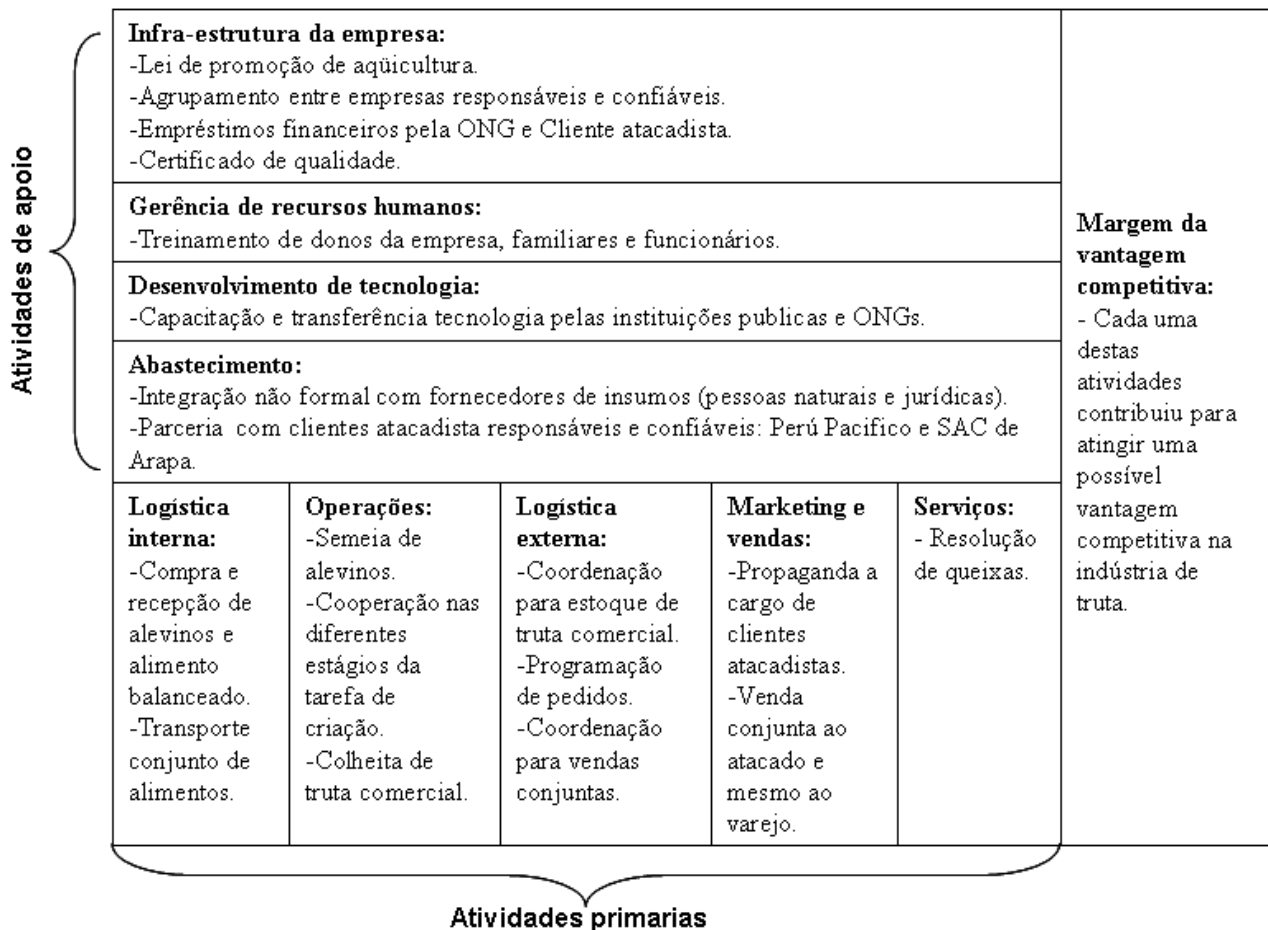 Atividades de apoio
Infra-estrutura da empresa:
-Lei de promoção de aqüicultura.
-Agrupamento entre empresas responsáveis e confiáveis.
-Empréstimos financeiros pela ONG e Cliente atacadista.
-Certificado de qualidade.
Gerência de recursos humanos:
-Treinamento de donos da empresa, familiares e funcionários.
Desenvolvimento de tecnologia:
-Capacitação e transferência tecnologia pelas instituições publicas e ONGs.
Abastecimento:
-Integração não formal com fornecedores de insumos (pessoas naturais e jurídicas).
-Parceria com clientes atacadista responsáveis e confiáveis: Perú Pacifico e SAC de
Arapa.
Logística
interna:
-Compra e
recepção de
alevinos e
alimento
balanceado.
-Transporte
conjunto de
alimentos.
Operações:
-Semeia de
alevinos.
-Cooperação nas
diferentes
estágios da
tarefa de
criação.
-Colheita de
truta comercial.
Logística
externa:
-Coordenação
para estoque de
truta comercial.
-Programação
de pedidos.
-Coordenação
para vendas
conjuntas.
Marketing e
vendas:
-Propaganda a
cargo de
clientes
atacadistas.
-Venda
conjunta ao
atacado e
mesmo ao
varejo.
Serviços:
- Resolução
de queixas.
Margem da
vantagem
competitiva:
- Cada uma
destas
atividades
contribuiu para
atingir uma
possível
vantagem
competitiva na
indústria de
truta.
Atividades primarias